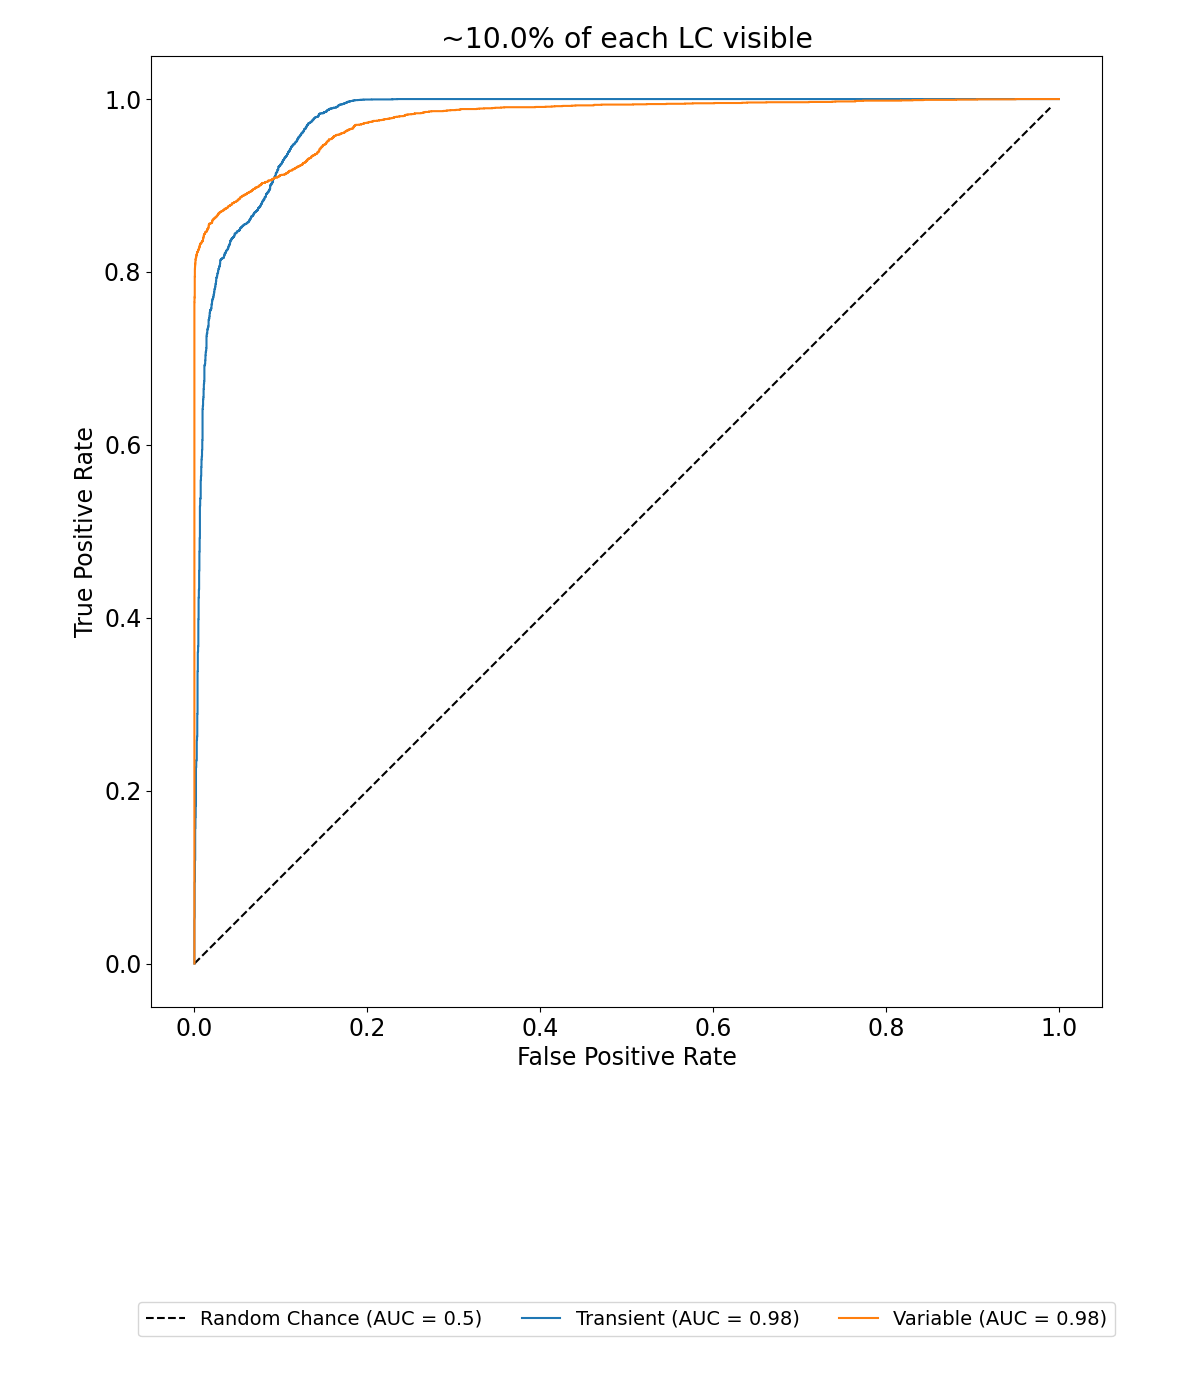 ~10.0% of each LC visible
True Positive Rate
1.0
0.8
0.6
0.4
0.2
0.0
0.0 0.2 0.4 0.6 0.8 1.0
False Positive Rate
Random Chance (AUC = 0.5) Transient (AUC = 0.98) Variable (AUC = 0.98)